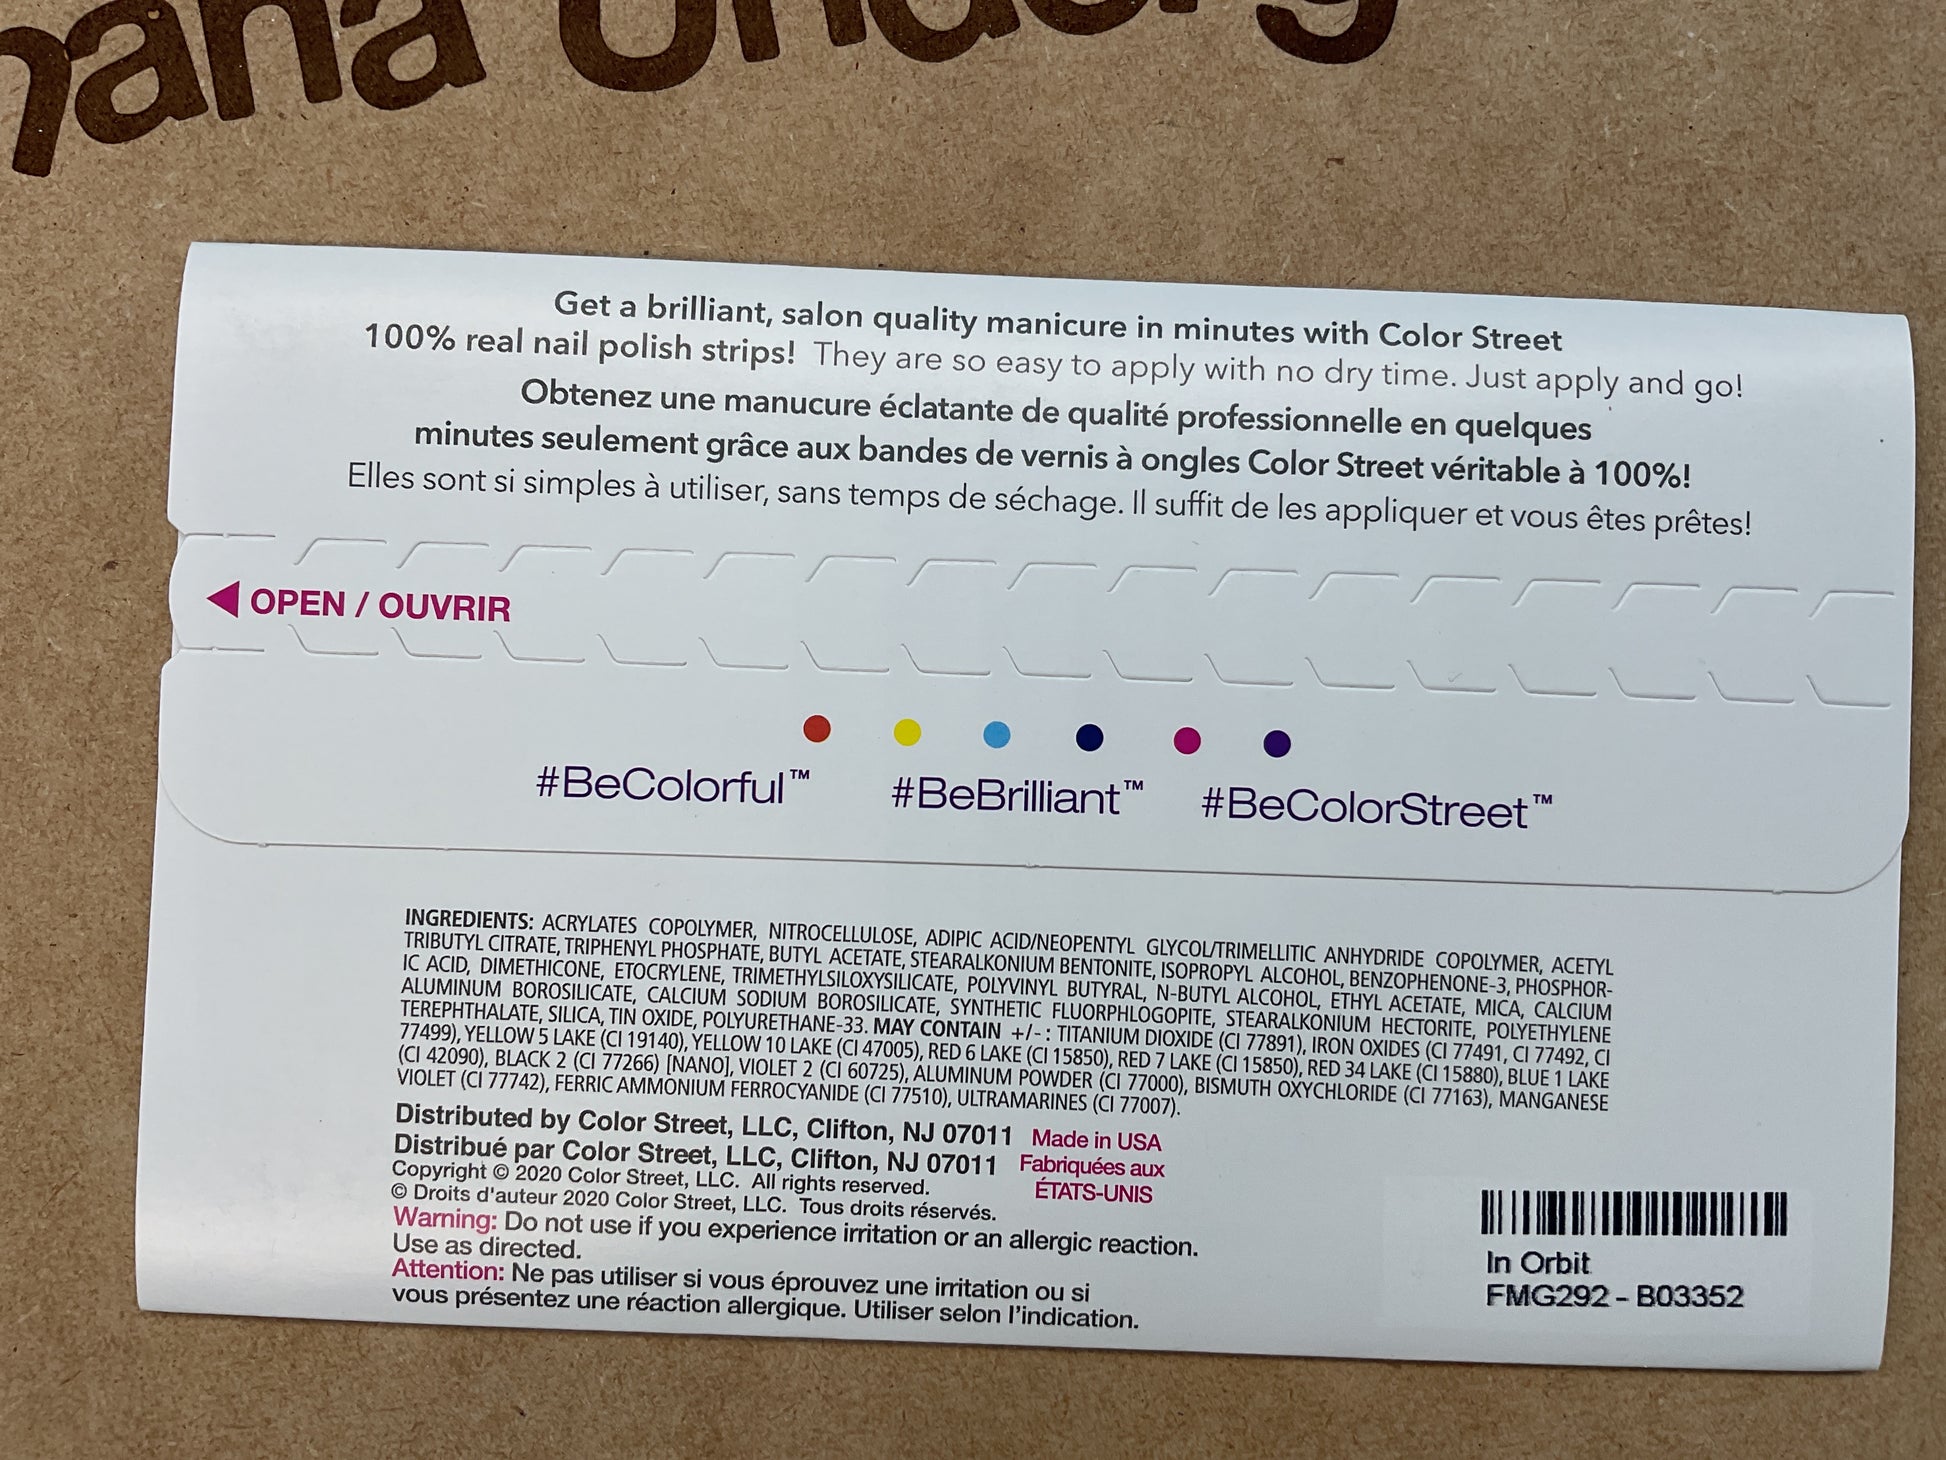 Get a brilliant, salon quality manicure in minutes with Color Street
100% real nail polish strips! They are so easy to apply with no dry time. Just apply and go!
Obtenez une manucure éclatante de qualité professionnelle en quelques
minutes seulement grâce aux bandes de vernis à ongles Color Street véritable à 100%!
Elles sont si simples à utiliser, sans temps de séchage. Il suffit de les appliquer et vous êtes prêtes!
OPEN / OUVRIR
#BeColorful™ #BeBrilliant™ #BeColorStreet™
INGREDIENTS: ACRYLATES COPOLYMER, NITROCELLULOSE, ADIPIC ACID/NEOPENTYL GLYCOL/TRIMELLITIC ANHYDRIDE COPOLYMER, ACETYL
TRIBUTYL CITRATE, TRIPHENYL PHOSPHATE, BUTYL ACETATE, STEARALKONIUM BENTONITE, ISOPROPYL ALCOHOL, BENZOPHENONE-3, PHOSPHOR-
IC ACID, DIMETHICONE, ETOCRYLENE, TRIMETHYLSILOXYSILICATE, POLYVINYL BUTYRAL, N-BUTYL ALCOHOL, ETHYL ACETATE, MICA, CALCIUM
ALUMINUM BOROSILICATE, CALCIUM SODIUM BOROSILICATE, SYNTHETIC FLUORPHLOGOPITE, STEARALKONIUM HECTORITE, POLYETHYLENE
TEREPHTHALATE, SILICA, TIN OXIDE, POLYURETHANE-33. MAY CONTAIN +/- : TITANIUM DIOXIDE (CI 77891), IRON OXIDES (CI 77491, CI 77492, CI
77499), YELLOW 5 LAKE (CI 19140), YELLOW 10 LAKE (CI 47005), RED 6 LAKE (CI 15850), RED 7 LAKE (CI 15850), RED 34 LAKE (CI 15880), BLUE 1 LAKE
(CI 42090), BLACK 2 (CI 77266) [NANO], VIOLET 2 (CI 60725), ALUMINUM POWDER (CI 77000), BISMUTH OXYCHLORIDE (CI 77163), MANGANESE
VIOLET (CI 77742), FERRIC AMMONIUM FERROCYANIDE (CI 77510), ULTRAMARINES (CI 77007).
Distributed by Color Street, LLC, Clifton, NJ 07011
Distribué par Color Street, LLC, Clifton, NJ 07011
Made in USA
Fabriquées aux
ÉTATS-UNIS
Copyright © 2020 Color Street, LLC. All rights reserved.
© Droits d'auteur 2020 Color Street, LLC. Tous droits réservés.
Warning: Do not use if you experience irritation or an allergic reaction.
Use as directed.
Attention: Ne pas utiliser si vous éprouvez une irritation ou si
vous présentez une réaction allergique. Utiliser selon l'indication.
In Orbit
FMG292 - B03352